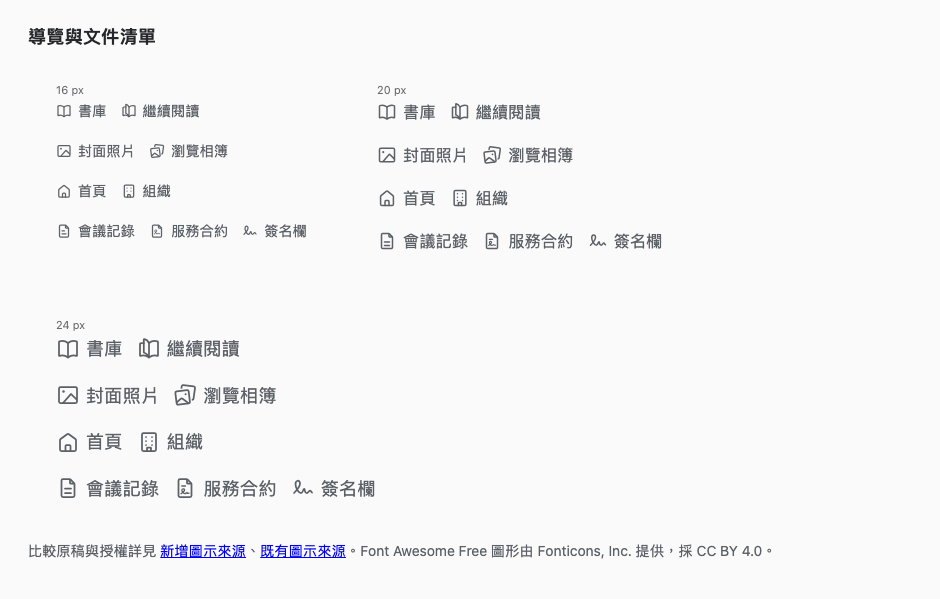 導覽與文件清單
16 px
書庫 繼續閱讀
封面照片 瀏覽相簿
首頁 組織
會議記錄 服務合約 簽名欄
20 px
書庫 繼續閱讀
封面照片 瀏覽相簿
首頁 組織
會議記錄 服務合約 簽名欄
24 px
書庫 繼續閱讀
封面照片 瀏覽相簿
首頁 組織
會議記錄 服務合約 簽名欄
比較原稿與授權詳見 新增圖示來源、既有圖示來源。Font Awesome Free 圖形由 Fonticons, Inc. 提供，採 CC BY 4.0。